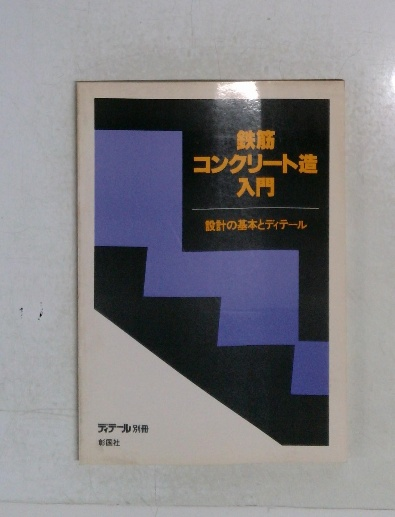 鉄筋
コンクリート造
入門
設計の基本とディテール
ディテール別冊
彰国社